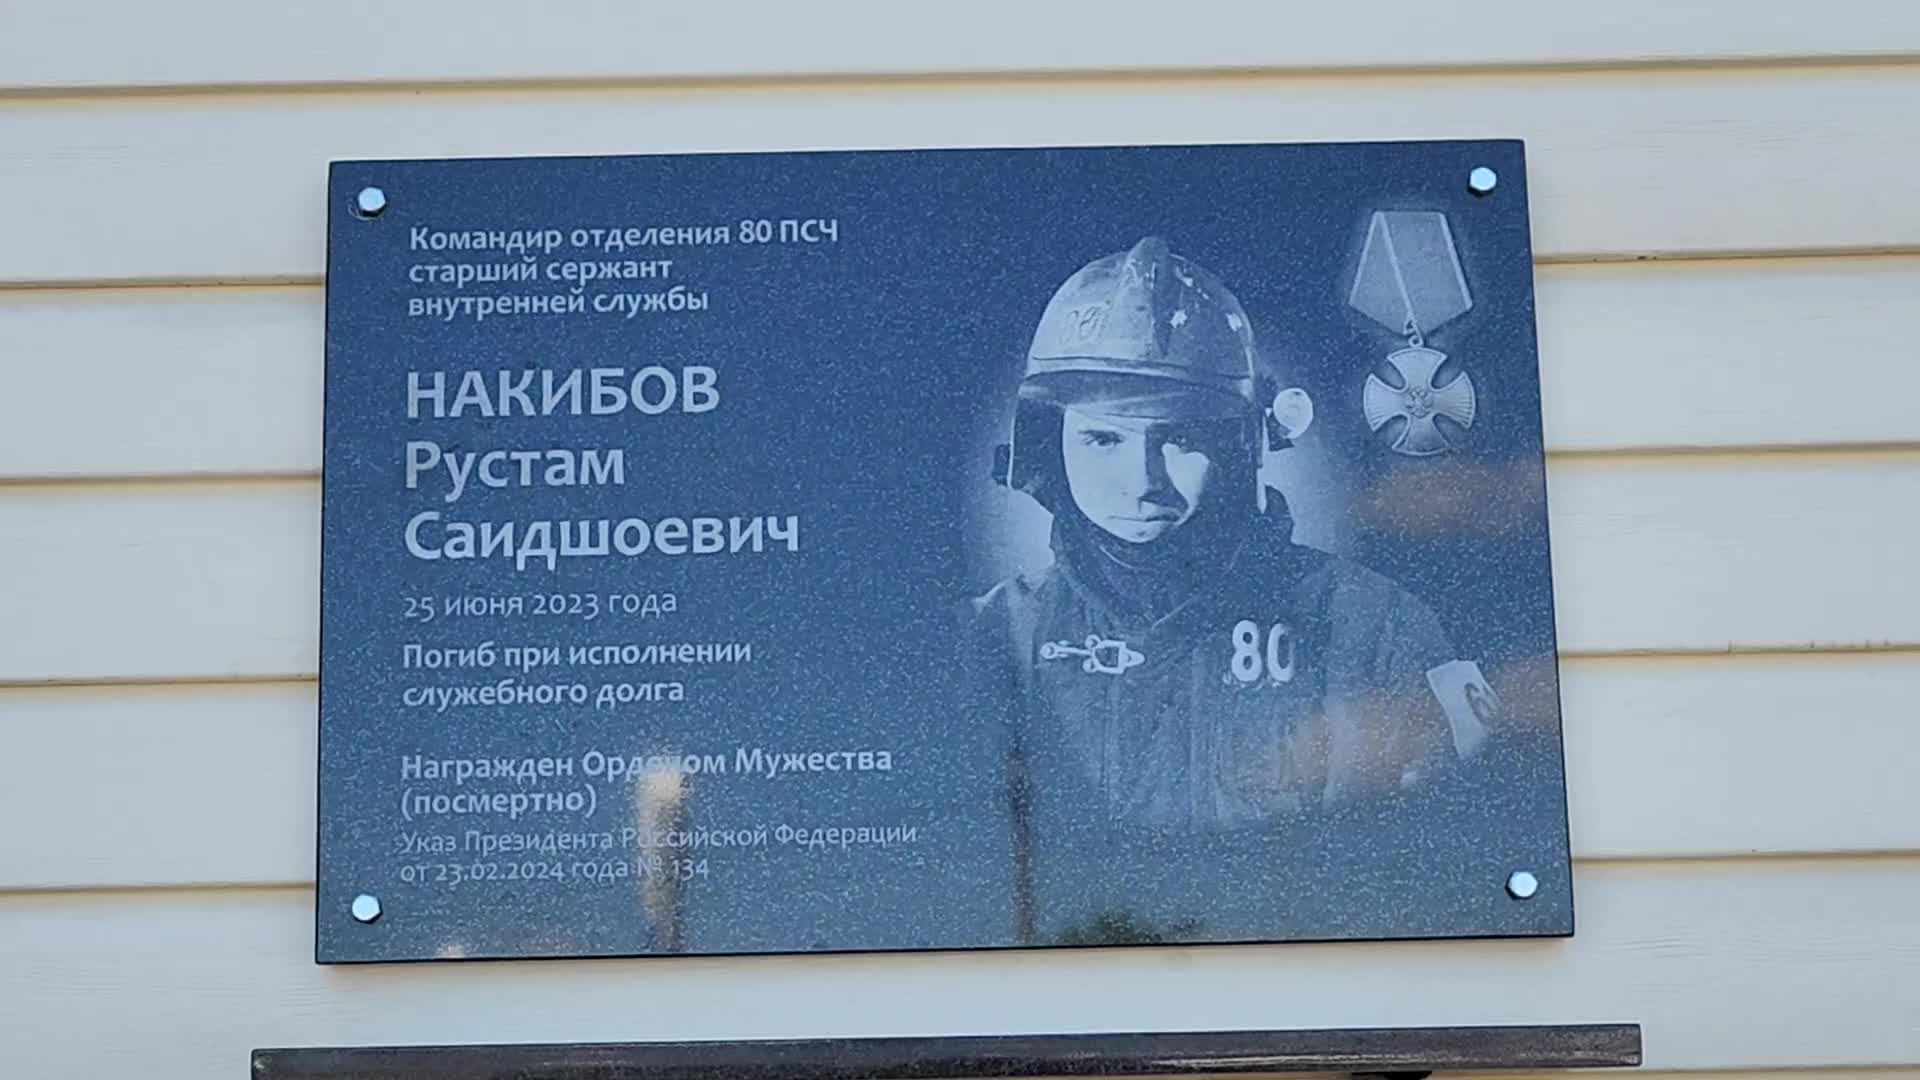 Командир отделения 80 ПСЧ
старший сержант
внутренней службы
НАКИБОВ
Рустам
Саидшоевич
25 июня 2023 года
Погиб при исполнении
служебного долга
Награжден Орденом Мужества
(посмертно)
Указ Президента Российской Федерации
от 23.02.2024 года № 134
80